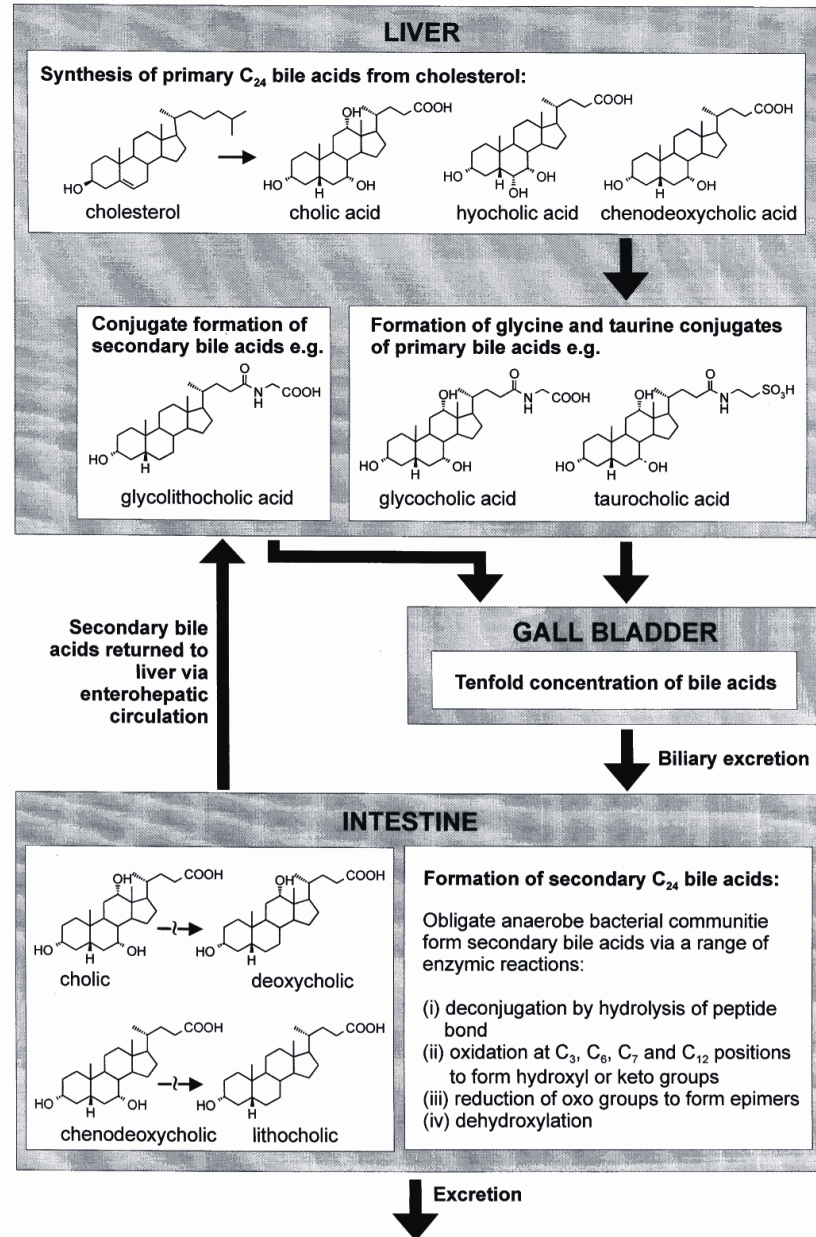 LIVER
Synthesis of primary C₂₄ bile acids from cholesterol:
HO
cholesterol
OH
COOH
HO
H
OH
cholic acid
COOH
HO
H
OH
OH
hyocholic acid
COOH
HO
H
OH
chenodeoxycholic acid
Conjugate formation of
secondary bile acids e.g.
O
N
H
COOH
HO
H
glycolithocholic acid
Formation of glycine and taurine conjugates
of primary bile acids e.g.
OH
O
N
H
COOH
HO
H
OH
glycocholic acid
OH
O
N
H
SO₃H
HO
H
OH
taurocholic acid
Secondary bile
acids returned to
liver via
enterohepatic
circulation
GALL BLADDER
Tenfold concentration of bile acids
Biliary excretion
INTESTINE
OH
COOH
HO
H
OH
cholic
OH
COOH
HO
H
deoxycholic
COOH
HO
H
OH
chenodeoxycholic
COOH
HO
H
lithocholic
Formation of secondary C₂₄ bile acids:
Obligate anaerobe bacterial communitie
form secondary bile acids via a range of
enzymic reactions:
(i) deconjugation by hydrolysis of peptide
bond
(ii) oxidation at C₃, C₆, C₇ and C₁₂ positions
to form hydroxyl or keto groups
(iii) reduction of oxo groups to form epimers
(iv) dehydroxylation
Excretion